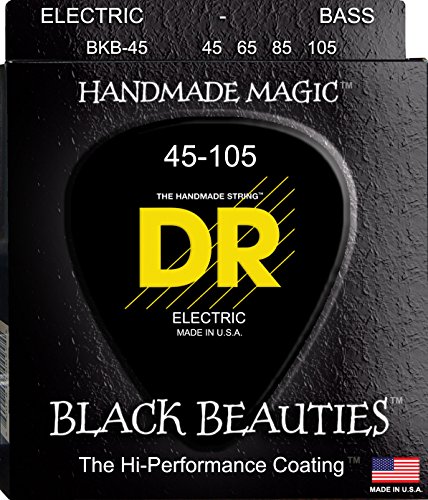 ELECTRIC - BASS
BKB-45 45 65 85 105
HANDMADE MAGIC™
45-105
THE HANDMADE STRING™
DR
ELECTRIC
MADE IN U.S.A.
BLACK BEAUTIES™
The Hi-Performance Coating™
MADE IN U.S.A.